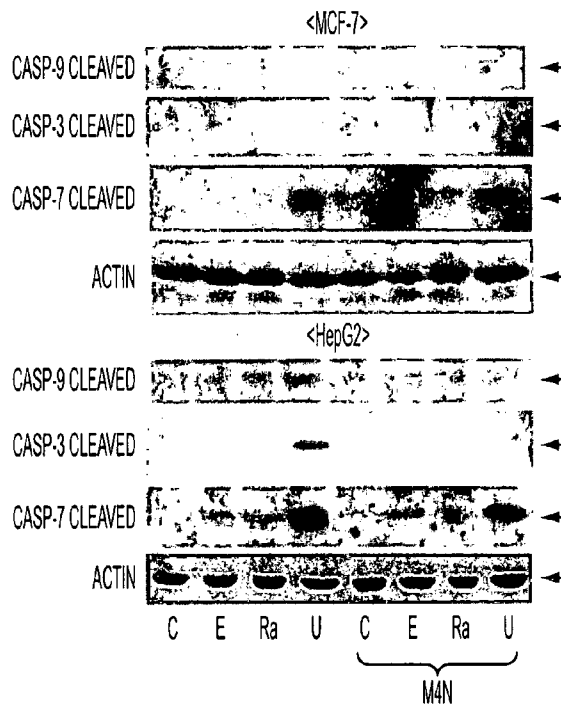 <MCF-7>
CASP-9 CLEAVED
CASP-3 CLEAVED
CASP-7 CLEAVED
ACTIN
<HepG2>
CASP-9 CLEAVED
CASP-3 CLEAVED
CASP-7 CLEAVED
ACTIN
C E Ra U C E Ra U
M4N